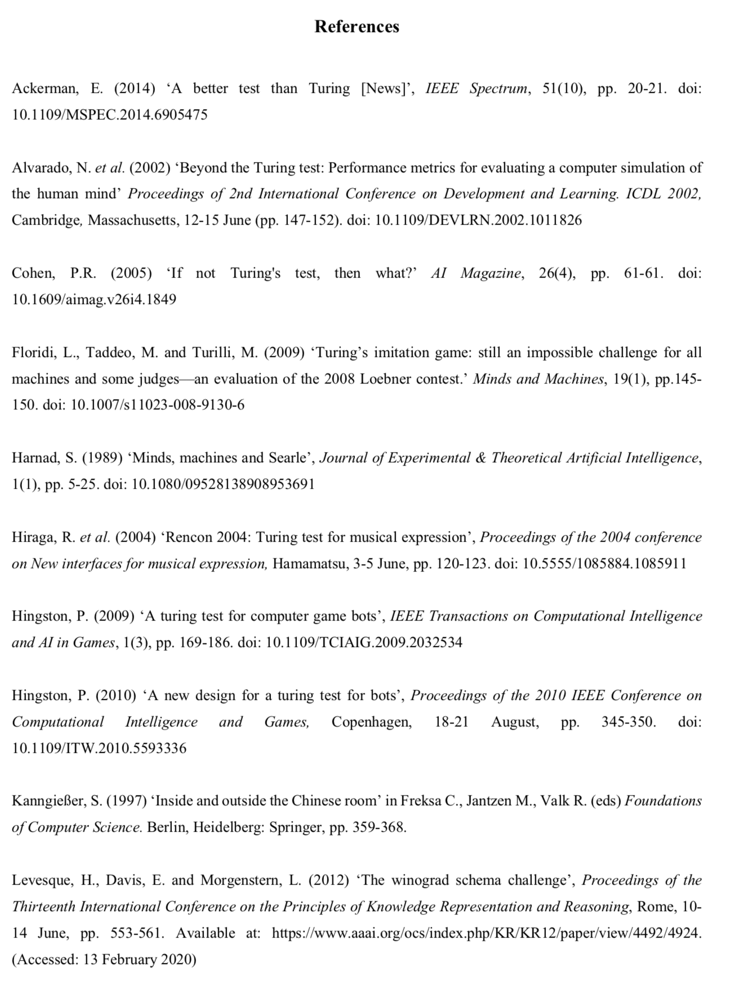 References
Ackerman, E. (2014) ‘A better test than Turing [News]’, IEEE Spectrum, 51(10), pp. 20-21. doi:
10.1109/MSPEC.2014.6905475
Alvarado, N. et al. (2002) ‘Beyond the Turing test: Performance metrics for evaluating a computer simulation of
the human mind’ Proceedings of 2nd International Conference on Development and Learning. ICDL 2002,
Cambridge, Massachusetts, 12-15 June (pp. 147-152). doi: 10.1109/DEVLRN.2002.1011826
Cohen, P.R. (2005) ‘If not Turing's test, then what?’ AI Magazine, 26(4), pp. 61-61. doi:
10.1609/aimag.v26i4.1849
Floridi, L., Taddeo, M. and Turilli, M. (2009) ‘Turing’s imitation game: still an impossible challenge for all
machines and some judges—an evaluation of the 2008 Loebner contest.’ Minds and Machines, 19(1), pp.145-
150. doi: 10.1007/s11023-008-9130-6
Harnad, S. (1989) ‘Minds, machines and Searle’, Journal of Experimental & Theoretical Artificial Intelligence,
1(1), pp. 5-25. doi: 10.1080/09528138908953691
Hiraga, R. et al. (2004) ‘Rencon 2004: Turing test for musical expression’, Proceedings of the 2004 conference
on New interfaces for musical expression, Hamamatsu, 3-5 June, pp. 120-123. doi: 10.5555/1085884.1085911
Hingston, P. (2009) ‘A turing test for computer game bots’, IEEE Transactions on Computational Intelligence
and AI in Games, 1(3), pp. 169-186. doi: 10.1109/TCIAIG.2009.2032534
Hingston, P. (2010) ‘A new design for a turing test for bots’, Proceedings of the 2010 IEEE Conference on
Computational Intelligence and Games, Copenhagen, 18-21 August, pp. 345-350. doi:
10.1109/ITW.2010.5593336
Kanngießer, S. (1997) ‘Inside and outside the Chinese room’ in Freksa C., Jantzen M., Valk R. (eds) Foundations
of Computer Science. Berlin, Heidelberg: Springer, pp. 359-368.
Levesque, H., Davis, E. and Morgenstern, L. (2012) ‘The winograd schema challenge’, Proceedings of the
Thirteenth International Conference on the Principles of Knowledge Representation and Reasoning, Rome, 10-
14 June, pp. 553-561. Available at: https://www.aaai.org/ocs/index.php/KR/KR12/paper/view/4492/4924.
(Accessed: 13 February 2020)